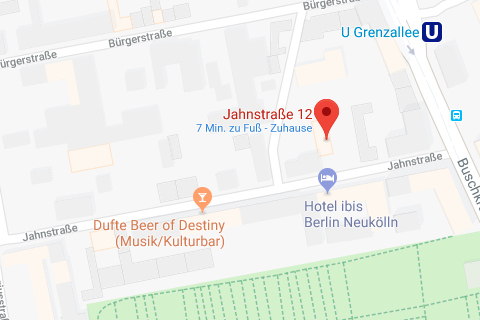 Bürgerstraße
Bürgerstraße
U Grenzallee
U
Jahnstraße 12
7 Min. zu Fuß - Zuhause
Jahnstraße
Hotel ibis
Berlin Neukölln
Dufte Beer of Destiny
(Musik/Kulturbar)
Jahnstraße